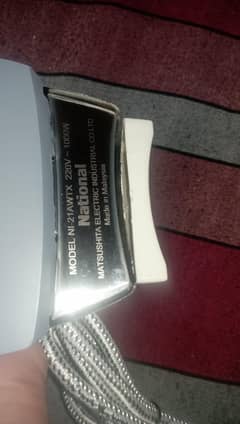 MODEL NI-21AWTX 220V~ 1000W
National
MATSUSHITA ELECTRIC INDUSTRIAL CO.LTD
Made in Malaysia